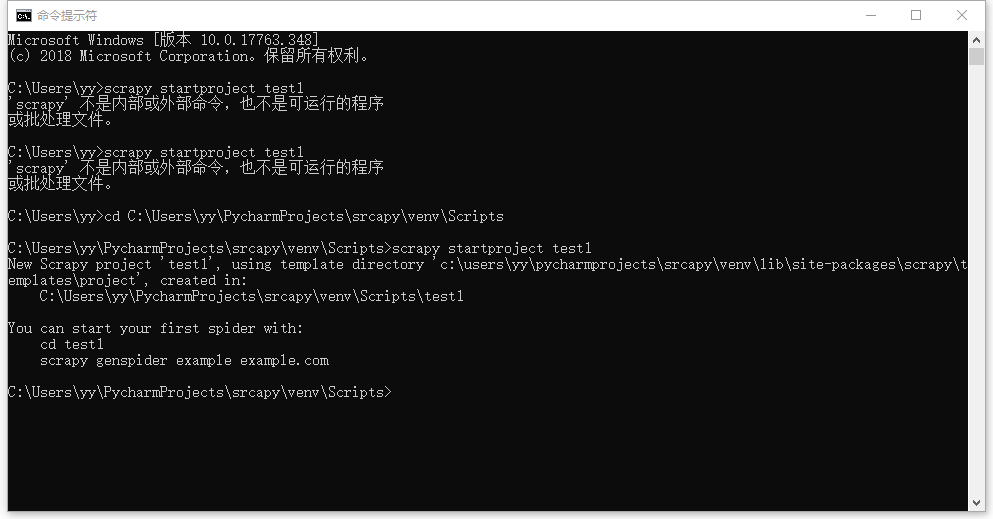 命令提示符
Microsoft Windows [版本 10.0.17763.348]
(c) 2018 Microsoft Corporation。保留所有权利。
C:\Users\yy>scrapy startproject test1
'scrapy' 不是内部或外部命令，也不是可运行的程序
或批处理文件。
C:\Users\yy>scrapy startproject test1
'scrapy' 不是内部或外部命令，也不是可运行的程序
或批处理文件。
C:\Users\yy>cd C:\Users\yy\PycharmProjects\srcapy\venv\Scripts
C:\Users\yy\PycharmProjects\srcapy\venv\Scripts>scrapy startproject test1
New Scrapy project 'test1', using template directory 'c:\users\yy\pycharmprojects\srcapy\venv\lib\site-packages\scrapy\t
emplates\project', created in:
    C:\Users\yy\PycharmProjects\srcapy\venv\Scripts\test1
You can start your first spider with:
    cd test1
    scrapy genspider example example.com
C:\Users\yy\PycharmProjects\srcapy\venv\Scripts>